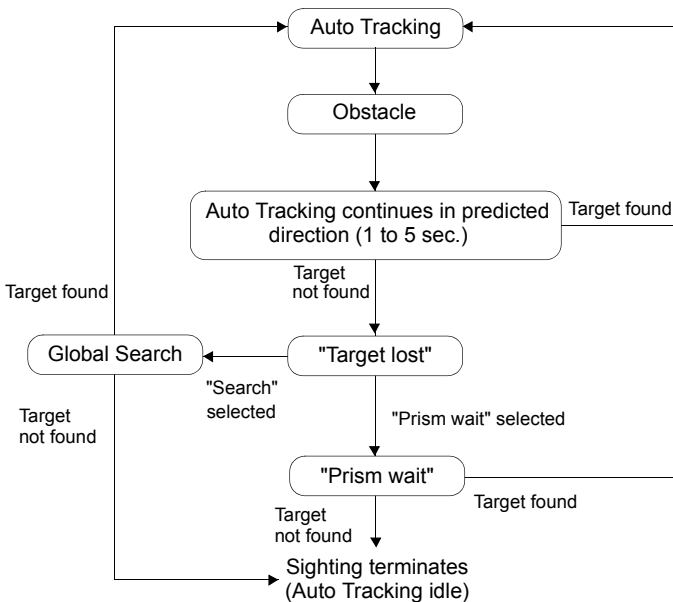 Auto Tracking
Obstacle
Auto Tracking continues in predicted
direction (1 to 5 sec.)
Target found
Target
not found
Target found
Global Search
"Target lost"
"Search"
selected
Target
not found
"Prism wait" selected
"Prism wait"
Target found
Target
not found
Sighting terminates
(Auto Tracking idle)